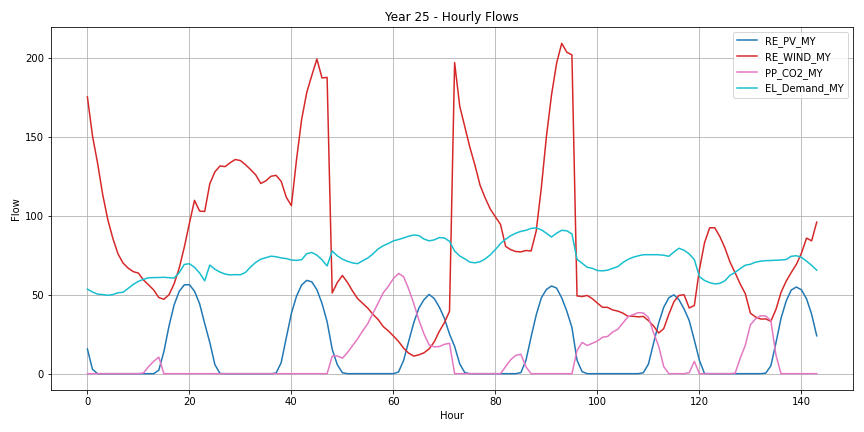 Year 25 - Hourly Flows
RE_PV_MY
RE_WIND_MY
PP_CO2_MY
EL_Demand_MY
Flow
200
150
100
50
0
0 20 40 60 80 100 120 140
Hour